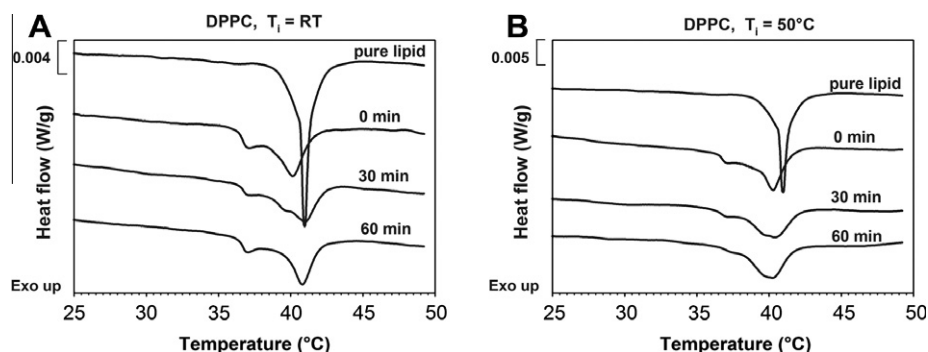 A
DPPC, Ti = RT
0.004
pure lipid
0 min
30 min
60 min
Heat flow (W/g)
Exo up
25 30 35 40 45 50
Temperature (°C)
B
DPPC, Ti = 50°C
0.005
pure lipid
0 min
30 min
60 min
Heat flow (W/g)
Exo up
25 30 35 40 45 50
Temperature (°C)